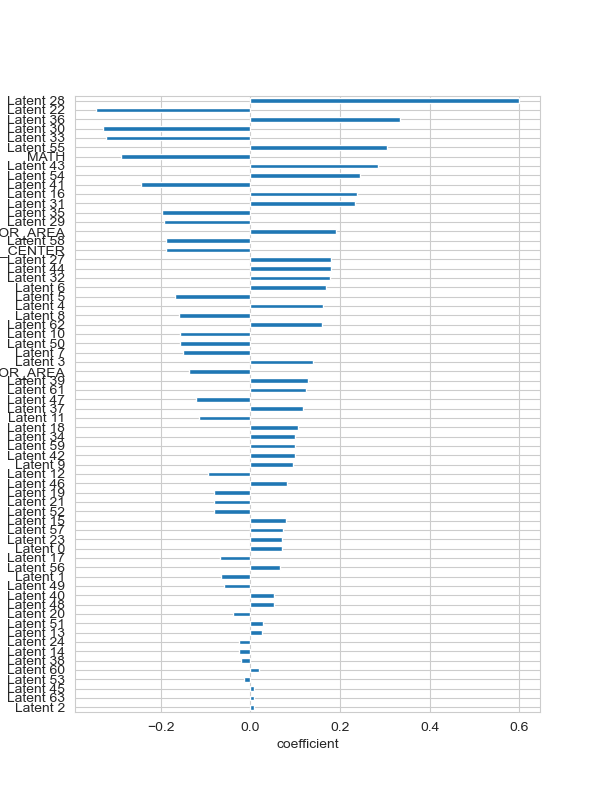 Latent 28
Latent 22
Latent 36
Latent 30
Latent 33
Latent 55
MATH
Latent 43
Latent 54
Latent 41
Latent 16
Latent 31
Latent 35
Latent 29
OR_AREA
Latent 58
_CENTER
Latent 27
Latent 44
Latent 32
Latent 6
Latent 5
Latent 4
Latent 8
Latent 62
Latent 10
Latent 50
Latent 7
Latent 3
OR_AREA
Latent 39
Latent 61
Latent 47
Latent 37
Latent 11
Latent 18
Latent 34
Latent 59
Latent 42
Latent 9
Latent 12
Latent 46
Latent 19
Latent 21
Latent 52
Latent 15
Latent 57
Latent 23
Latent 0
Latent 17
Latent 56
Latent 1
Latent 49
Latent 40
Latent 48
Latent 20
Latent 51
Latent 13
Latent 24
Latent 14
Latent 38
Latent 60
Latent 53
Latent 45
Latent 63
Latent 2
−0.2 0.0 0.2 0.4 0.6
coefficient